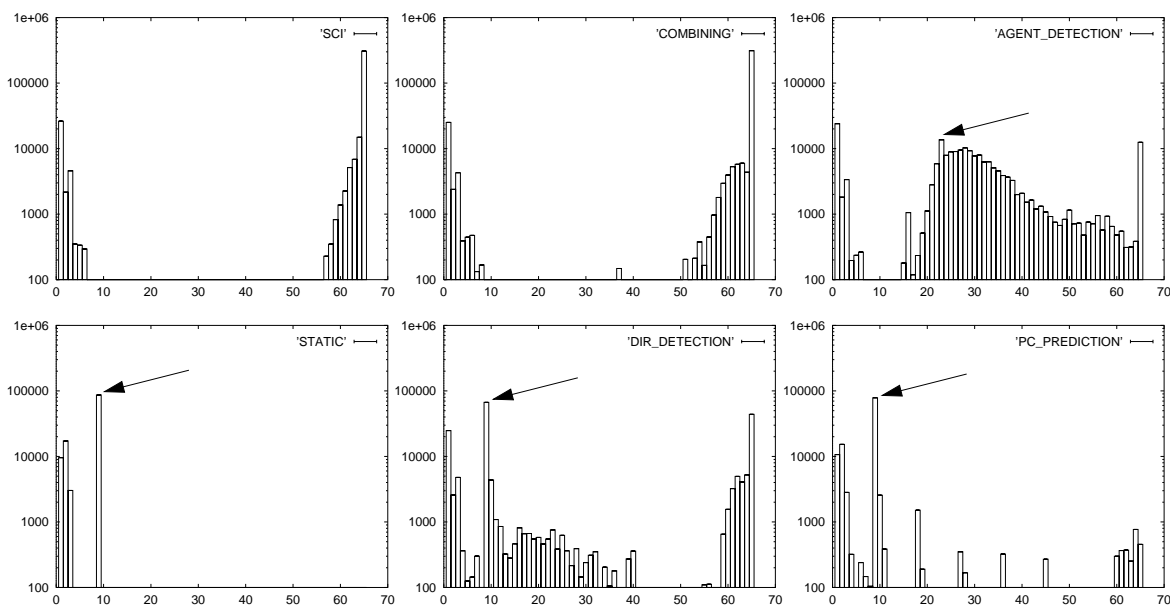 1e+06 1e+06 1e+06
'SCI' 'COMBINING' 'AGENT_DETECTION'
100000 100000 100000
10000 10000 10000
1000 1000 1000
100 100 100
0 10 20 30 40 50 60 70 0 10 20 30 40 50 60 70 0 10 20 30 40 50 60 70
1e+06 1e+06 1e+06
'STATIC' 'DIR_DETECTION' 'PC_PREDICTION'
100000 100000 100000
10000 10000 10000
1000 1000 1000
100 100 100
0 10 20 30 40 50 60 70 0 10 20 30 40 50 60 70 0 10 20 30 40 50 60 70